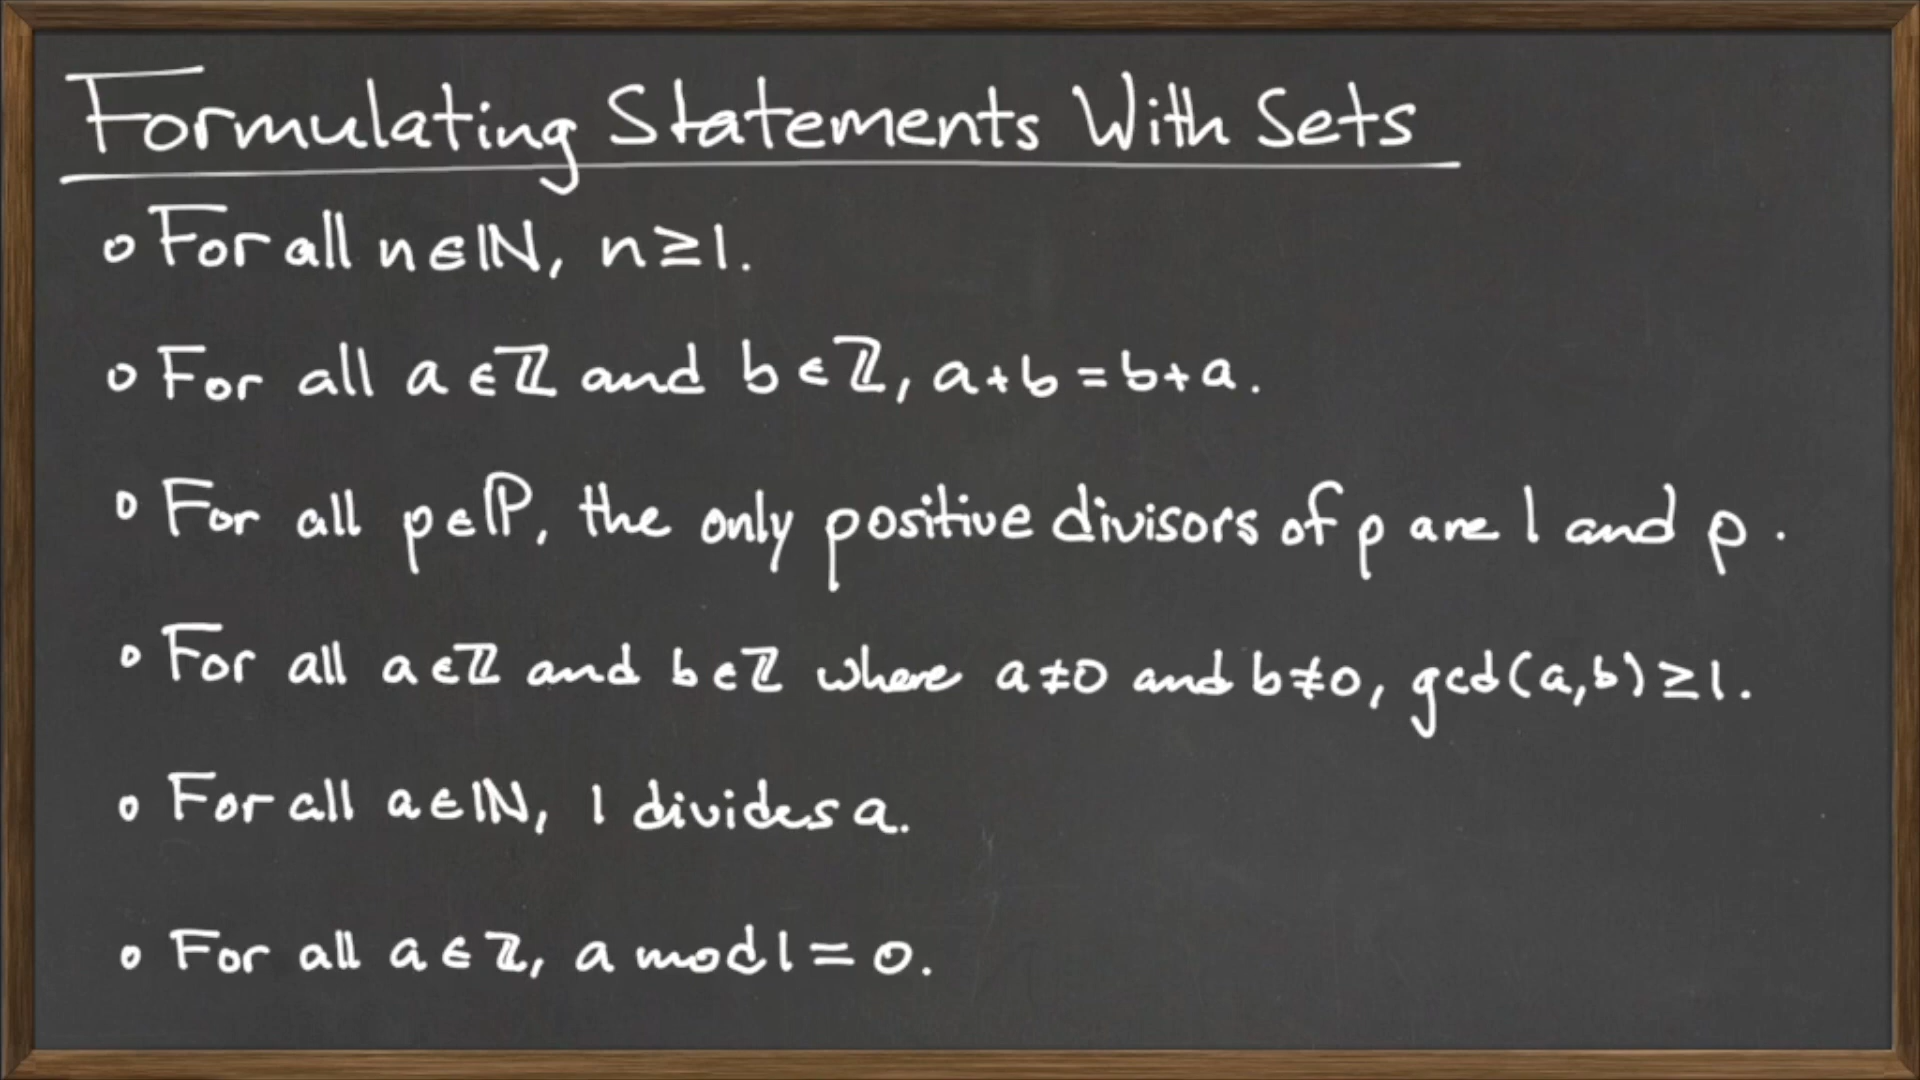 Formulating Statements With Sets
∘ For all n∈ℕ, n≥1.
∘ For all a∈ℤ and b∈ℤ, a+b=b+a.
∘ For all p∈ℙ, the only positive divisors of p are 1 and p.
∘ For all a∈ℤ and b∈ℤ where a≠0 and b≠0, gcd(a,b)≥1.
∘ For all a∈ℕ, 1 divides a.
∘ For all a∈ℤ, a mod 1=0.